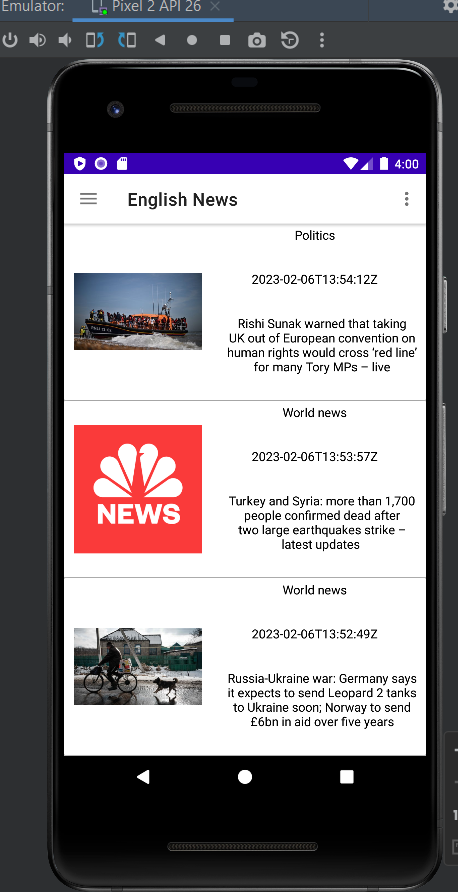 Emulator:
Pixel 2 API 26
4:00
English News
Politics
2023-02-06T13:54:12Z
Rishi Sunak warned that taking
UK out of European convention on
human rights would cross ‘red line’
for many Tory MPs – live
World news
2023-02-06T13:53:57Z
NEWS
Turkey and Syria: more than 1,700
people confirmed dead after
two large earthquakes strike –
latest updates
World news
2023-02-06T13:52:49Z
Russia-Ukraine war: Germany says
it expects to send Leopard 2 tanks
to Ukraine soon; Norway to send
£6bn in aid over five years